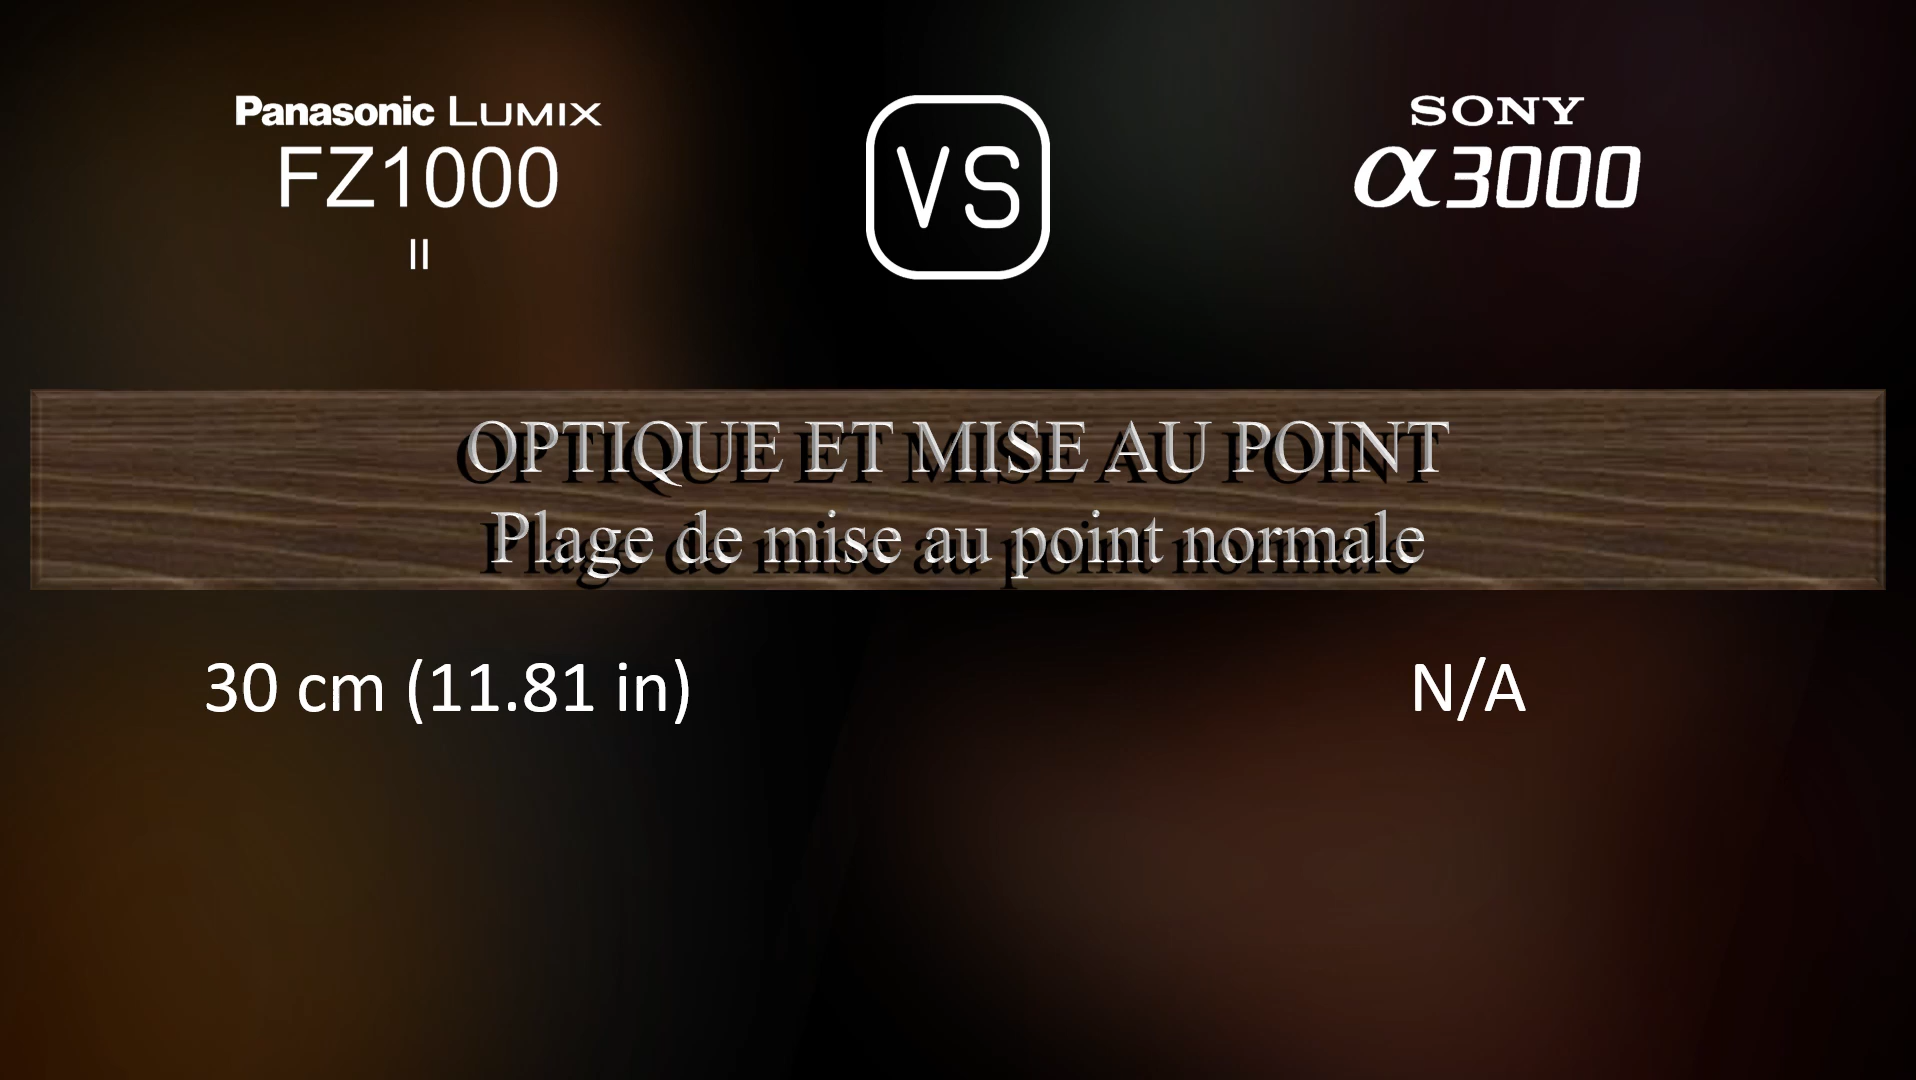 Panasonic LUMIX
FZ1000
II
VS
SONY
α3000
OPTIQUE ET MISE AU POINT
Plage de mise au point normale
30 cm (11.81 in)
N/A